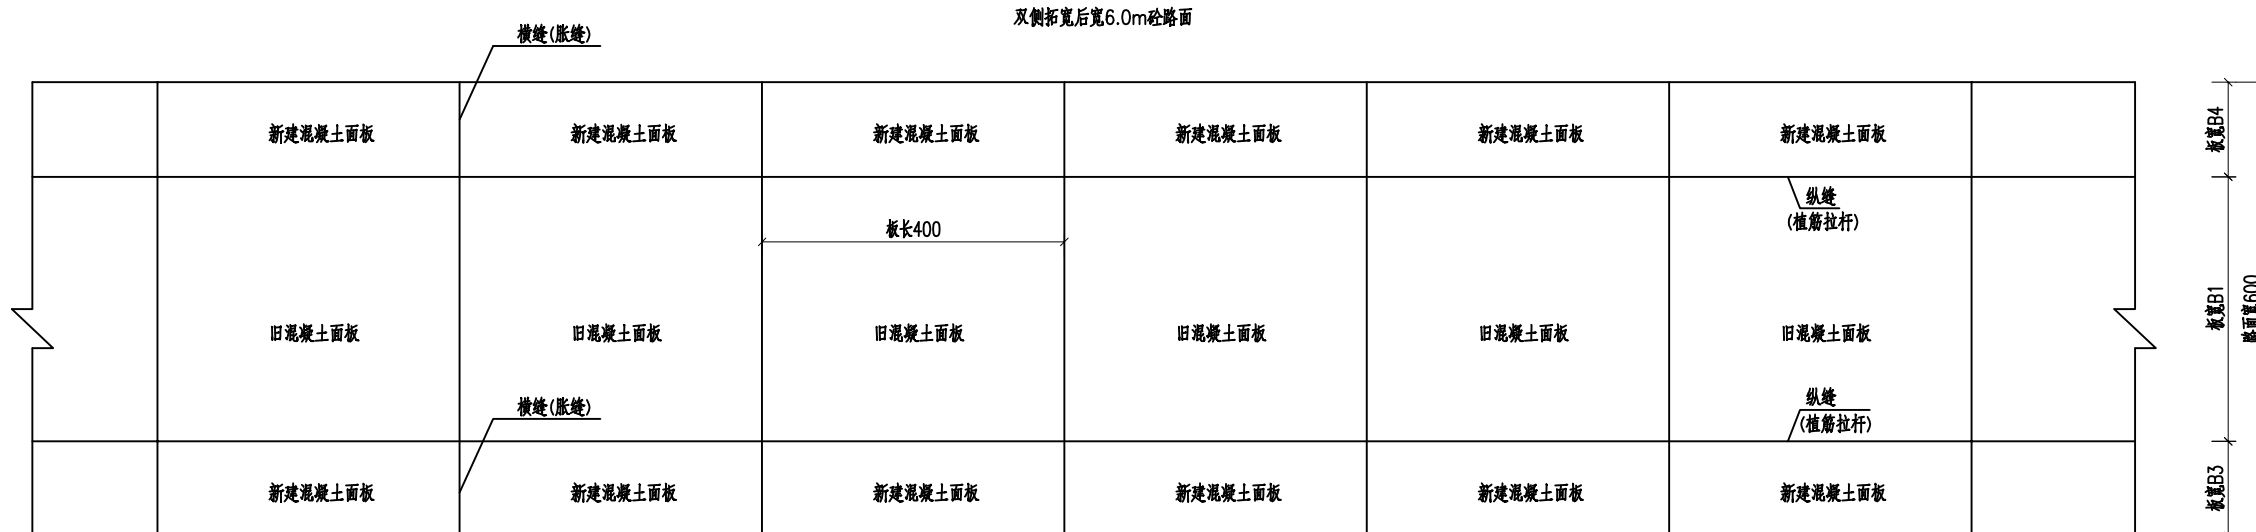 双侧拓宽后宽6.0m砼路面
横缝(胀缝)
新建混凝土面板
新建混凝土面板
新建混凝土面板
新建混凝土面板
新建混凝土面板
新建混凝土面板
板宽B4
纵缝
(植筋拉杆)
板长400
旧混凝土面板
旧混凝土面板
旧混凝土面板
旧混凝土面板
旧混凝土面板
旧混凝土面板
板宽B1
路面宽600
横缝(胀缝)
纵缝
(植筋拉杆)
新建混凝土面板
新建混凝土面板
新建混凝土面板
新建混凝土面板
新建混凝土面板
新建混凝土面板
板宽B3